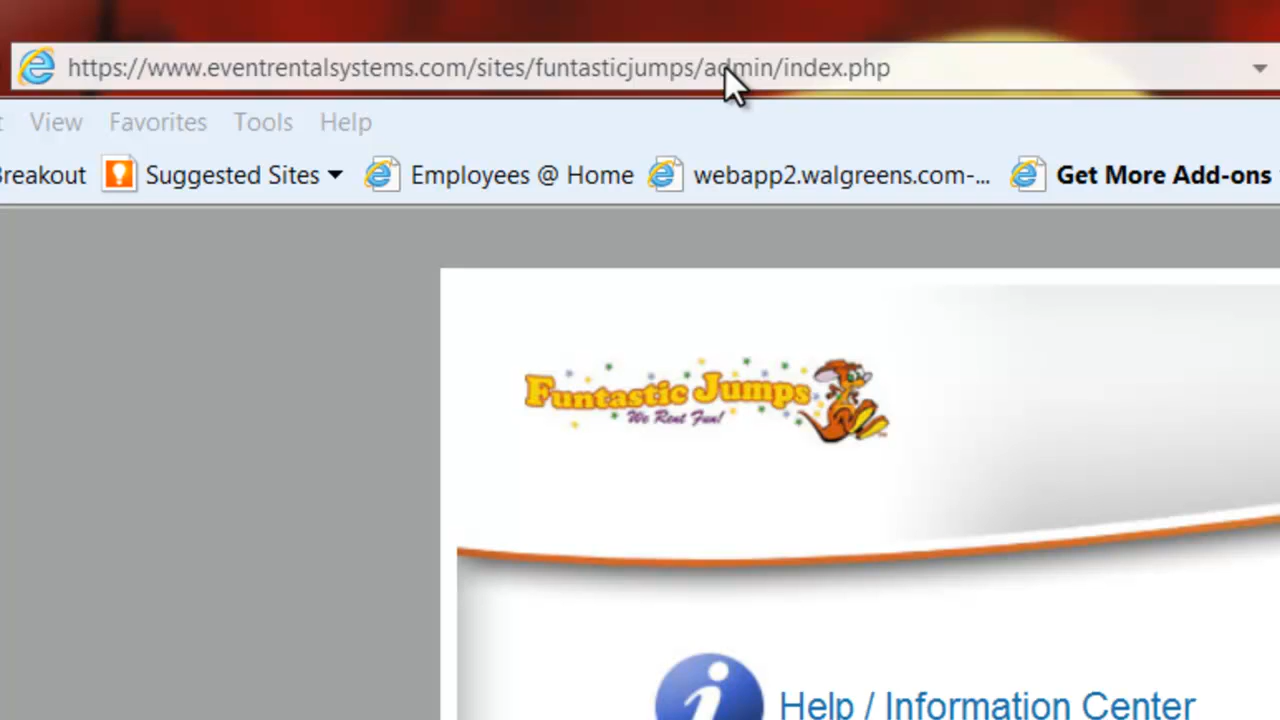 https://www.eventrentalsystems.com/sites/funtasticjumps/admin/index.php
View Favorites Tools Help
Breakout Suggested Sites Employees @ Home webapp2.walgreens.com-... Get More Add-ons
Funtastic Jumps
We Rent Fun!
Help / Information Center